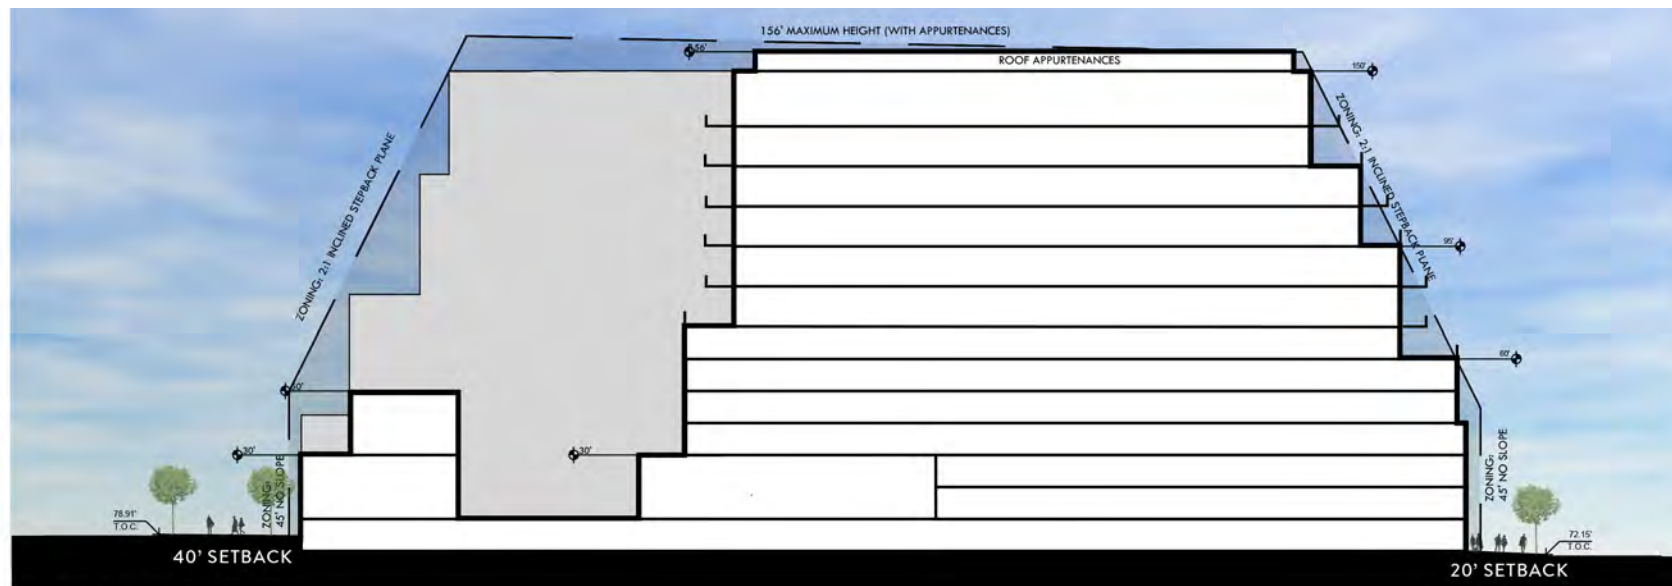 156' MAXIMUM HEIGHT (WITH APPURTENANCES)
156'
ROOF APPURTENANCES
150'
ZONING: 2:1 INCLINED STEPBACK PLANE
ZONING: 2:1 INCLINED STEPBACK PLANE
95'
60'
30'
30'
ZONING:
45' NO SLOPE
ZONING:
45' NO SLOPE
78.91'
T.O.C.
72.15'
T.O.C.
40' SETBACK
20' SETBACK